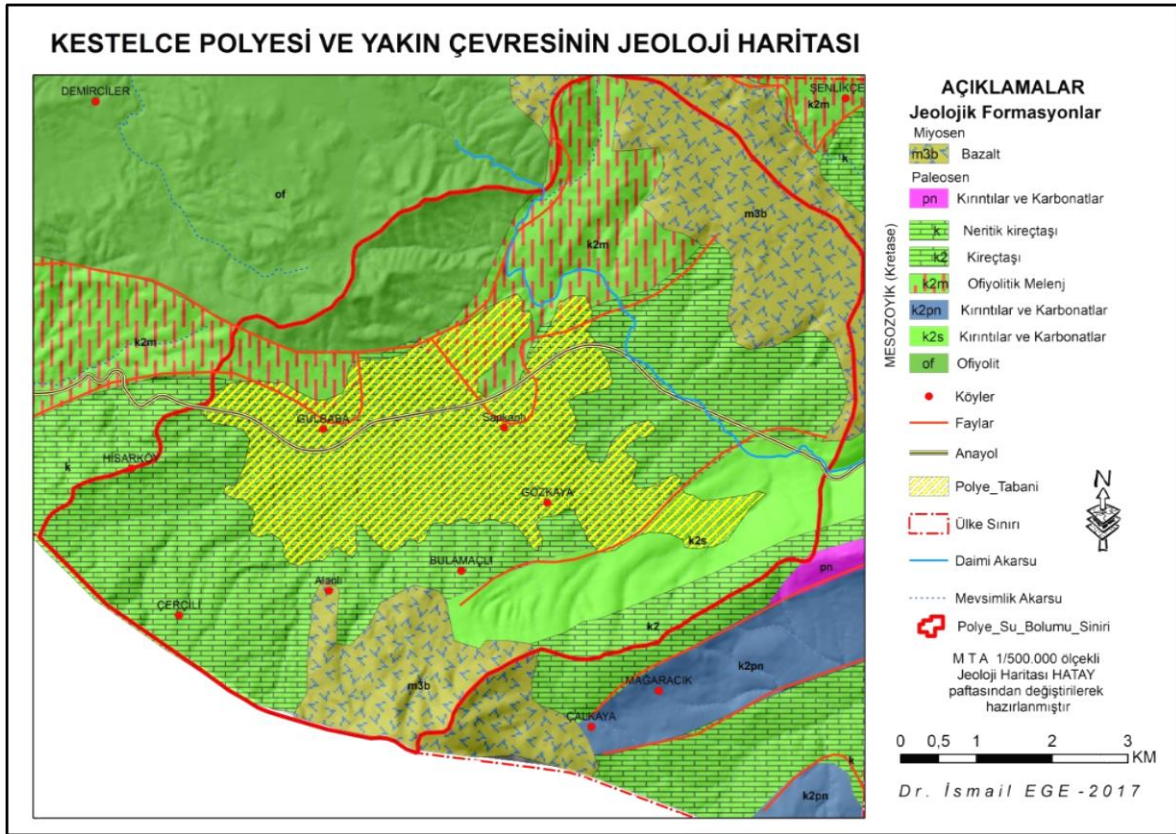 KESTELCE POLYESİ VE YAKIN ÇEVRESİNİN JEOLOJİ HARİTASI
DEMİRCİLER
ŞENLİKÇE
k2m
k
of
m3b
k2m
k2m
GÜLBABA
Sapkanlı
HİSARKÖY
k
GÖZKAYA
k2s
BULAMAÇLI
pn
Alaplı
ÇERÇİLİ
k2
k2pn
m3b
MAĞARACIK
ÇALKAYA
k
k2pn
AÇIKLAMALAR
Jeolojik Formasyonlar
Miyosen
m3b Bazalt
Paleosen
pn Kırıntılar ve Karbonatlar
MESOZOYİK (Kretase)
k Neritik kireçtaşı
k2 Kireçtaşı
k2m Ofiyolitik Melenj
k2pn Kırıntılar ve Karbonatlar
k2s Kırıntılar ve Karbonatlar
of Ofiyolit
Köyler
Faylar
Anayol
Polye_Tabani
Ülke Sınırı
N
Daimi Akarsu
Mevsimlik Akarsu
Polye_Su_Bolumu_Siniri
M T A 1/500.000 ölçekli
Jeoloji Haritası HATAY
paftasından değiştirilerek
hazırlanmıştır
0 0,5 1 2 3
KM
Dr. İsmail EGE -2017